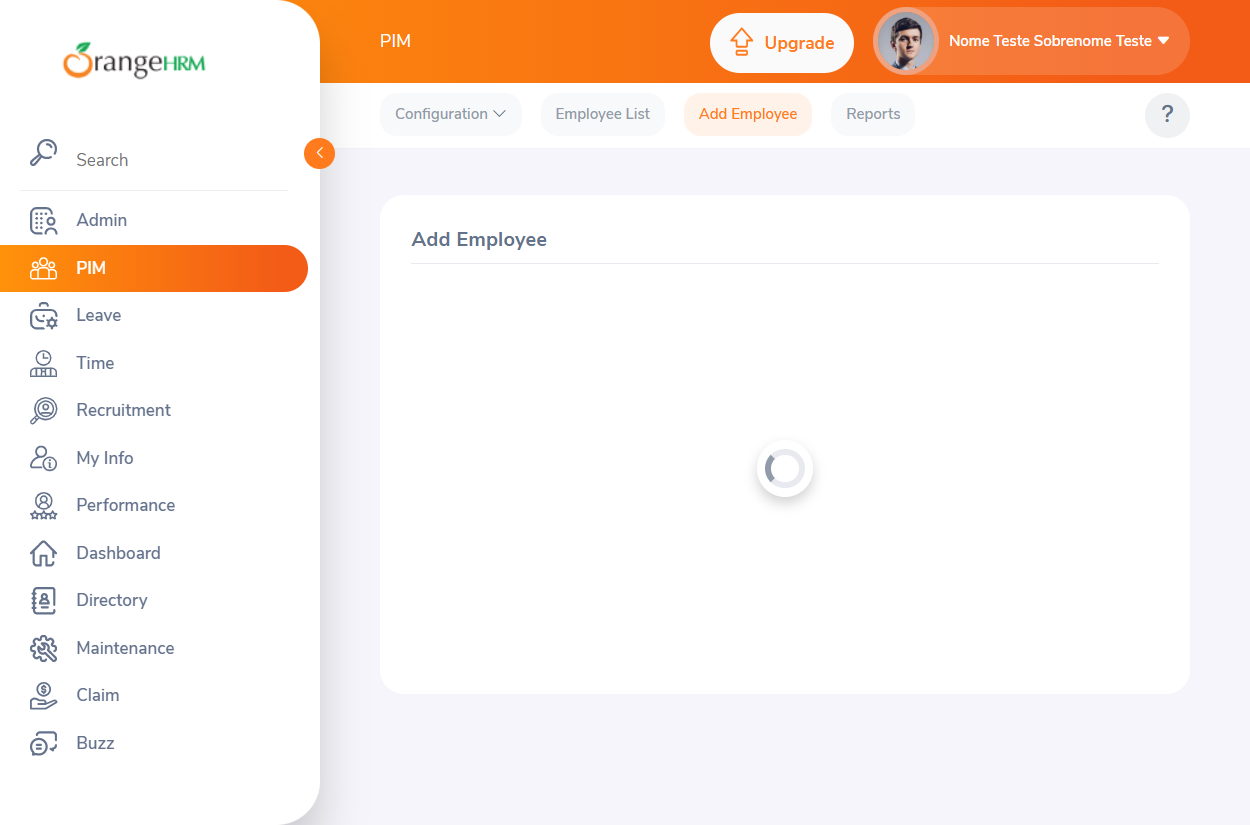 OrangeHRM
PIM
Upgrade
Nome Teste Sobrenome Teste
Configuration
Employee List
Add Employee
Reports
?
Search
Admin
PIM
Leave
Time
Recruitment
My Info
Performance
Dashboard
Directory
Maintenance
Claim
Buzz
Add Employee